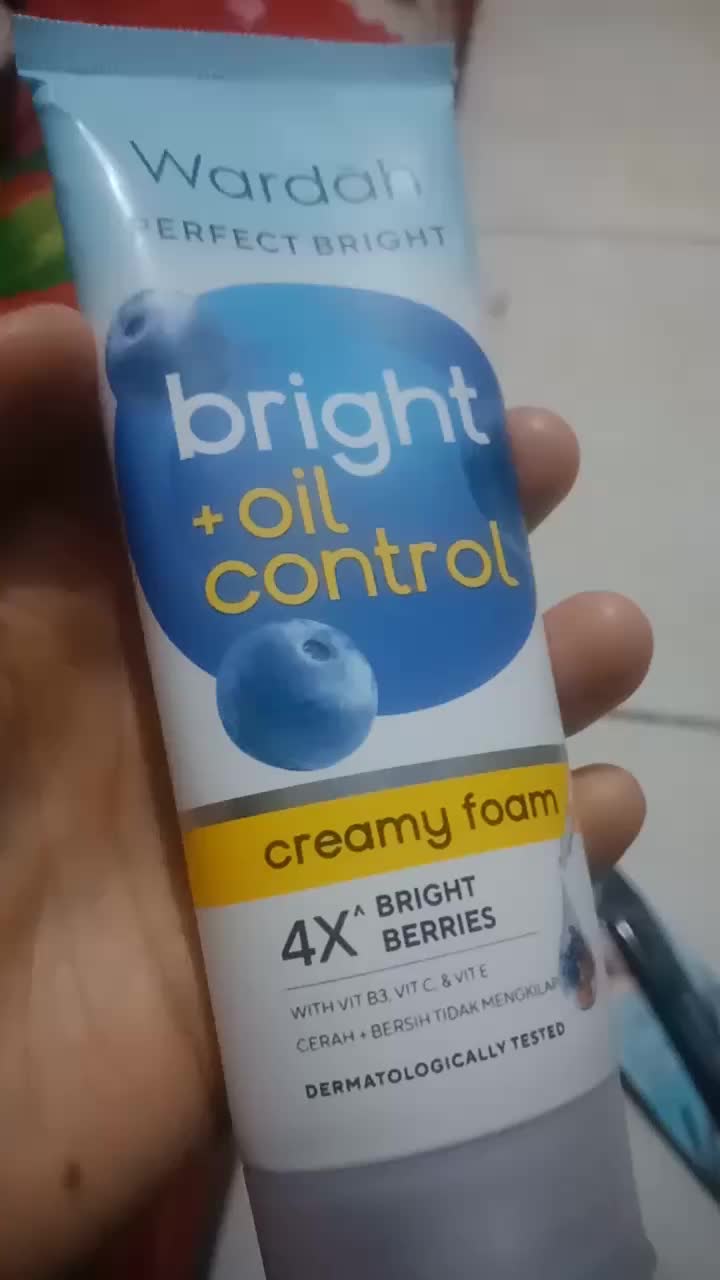 Wardah
PERFECT BRIGHT
bright
+ oil
control
creamy foam
4X^ BRIGHT
BERRIES
WITH VIT B3, VIT C, & VIT E
CERAH + BERSIH TIDAK MENGKILAP
DERMATOLOGICALLY TESTED